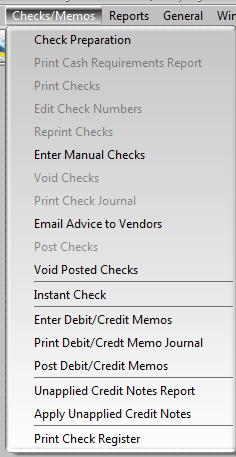 Checks/Memos Reports General Win
Check Preparation
Print Cash Requirements Report
Print Checks
Edit Check Numbers
Reprint Checks
Enter Manual Checks
Void Checks
Print Check Journal
Email Advice to Vendors
Post Checks
Void Posted Checks
Instant Check
Enter Debit/Credit Memos
Print Debit/Credt Memo Journal
Post Debit/Credit Memos
Unapplied Credit Notes Report
Apply Unapplied Credit Notes
Print Check Register